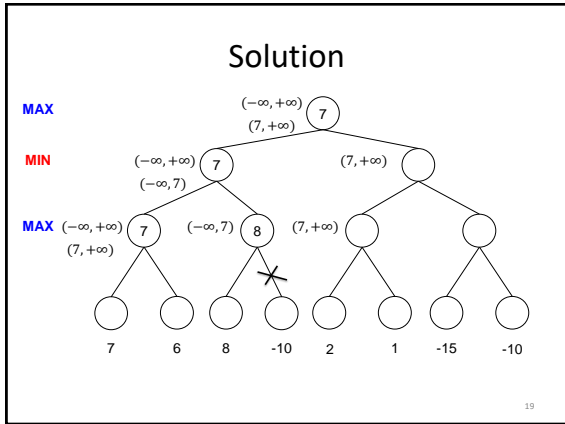 Solution
MAX (−∞, +∞) 7
(7, +∞)
MIN (−∞, +∞) 7 (7, +∞)
(−∞, 7)
MAX (−∞, +∞) 7 (−∞, 7) 8 (7, +∞)
(7, +∞)
7 6 8 -10 2 1 -15 -10
19